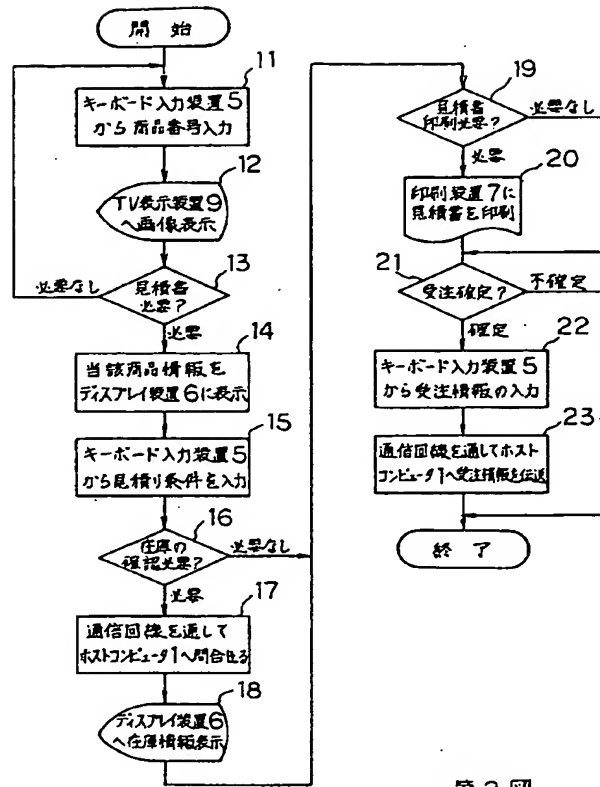 開始
11
キーボード入力装置5
から商品番号入力
12
TV表示装置9
へ画像表示
13
見積書
必要?
必要なし
必要
14
当該商品情報を
ディスプレイ装置6に表示
15
キーボード入力装置5
から見積り条件を入力
16
在庫の
確認必要?
必要なし
必要
17
通信回線を通して
ホストコンピュータ1へ問合せる
18
ディスプレイ装置6
へ在庫情報表示
19
見積書
印刷必要?
必要なし
必要
20
印刷装置7に
見積書を印刷
21
受注確定?
不確定
確定
22
キーボード入力装置5
から受注情報の入力
23
通信回線を通してホスト
コンピュータ1へ受注情報を伝送
終了